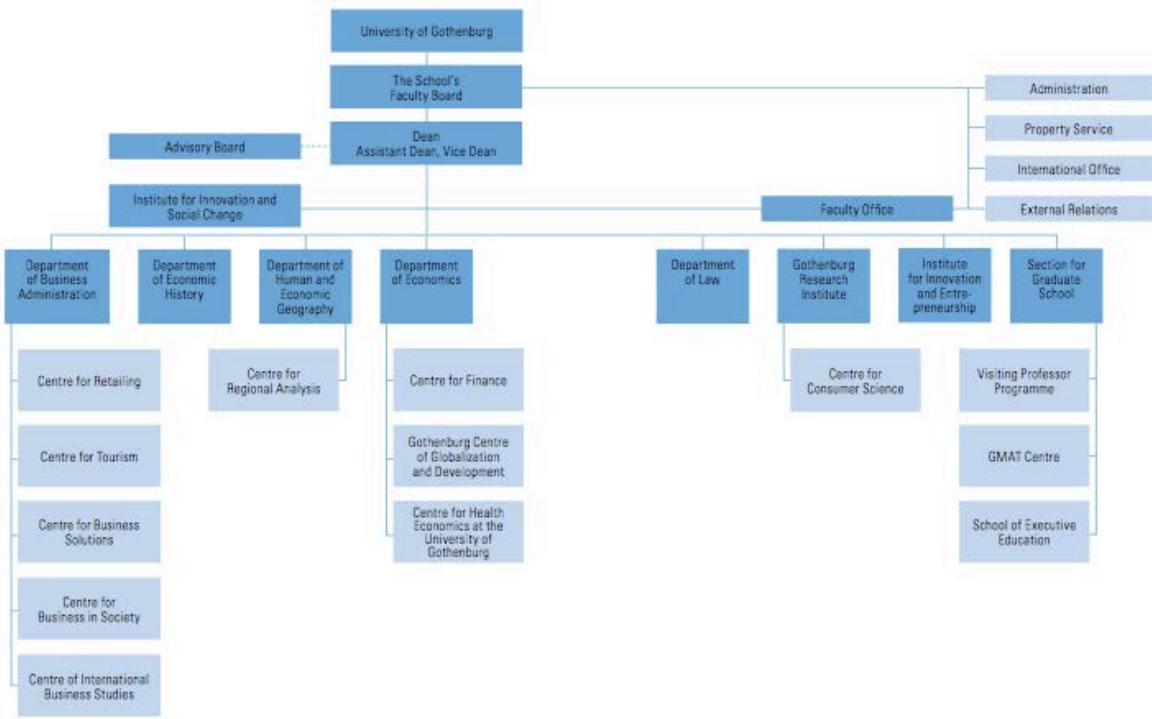 University of Gothenburg
The School's
Faculty Board
Administration
Property Service
Dean
Assistant Dean, Vice Dean
Advisory Board
International Office
Institute for Innovation and
Social Change
Faculty Office
External Relations
Department
of Business
Administration
Department
of Economic
History
Department of
Human and
Economic
Geography
Department
of Economics
Department
of Law
Gothenburg
Research
Institute
Institute
for Innovation
and Entre-
preneurship
Section for
Graduate
School
Centre for Retailing
Centre for
Regional Analysis
Centre for Finance
Centre for
Consumer Science
Visiting Professor
Programme
Centre for Tourism
Gothenburg Centre
of Globalization
and Development
GMAT Centre
Centre for Business
Solutions
Centre for Health
Economics at the
University of
Gothenburg
School of Executive
Education
Centre for
Business in Society
Centre of International
Business Studies